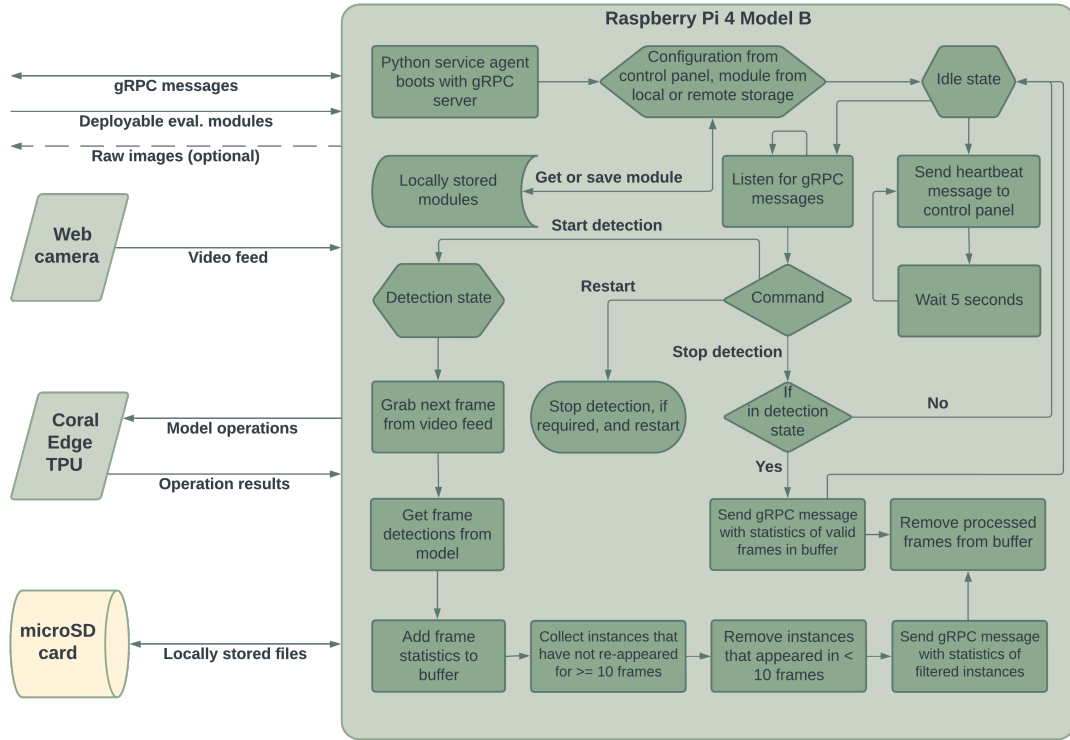 Raspberry Pi 4 Model B
gRPC messages
Deployable eval. modules
Raw images (optional)
Web
camera
Video feed
Coral
Edge
TPU
Model operations
Operation results
microSD
card
Locally stored files
Python service agent
boots with gRPC
server
Configuration from
control panel, module from
local or remote storage
Idle state
Locally stored
modules
Get or save module
Listen for gRPC
messages
Send heartbeat
message to
control panel
Wait 5 seconds
Start detection
Detection state
Restart
Command
Stop detection
Stop detection, if
required, and restart
If
in detection
state
No
Yes
Grab next frame
from video feed
Get frame
detections from
model
Send gRPC message
with statistics of valid
frames in buffer
Remove processed
frames from buffer
Add frame
statistics to
buffer
Collect instances that
have not re-appeared
for >= 10 frames
Remove instances
that appeared in <
10 frames
Send gRPC message
with statistics of
filtered instances